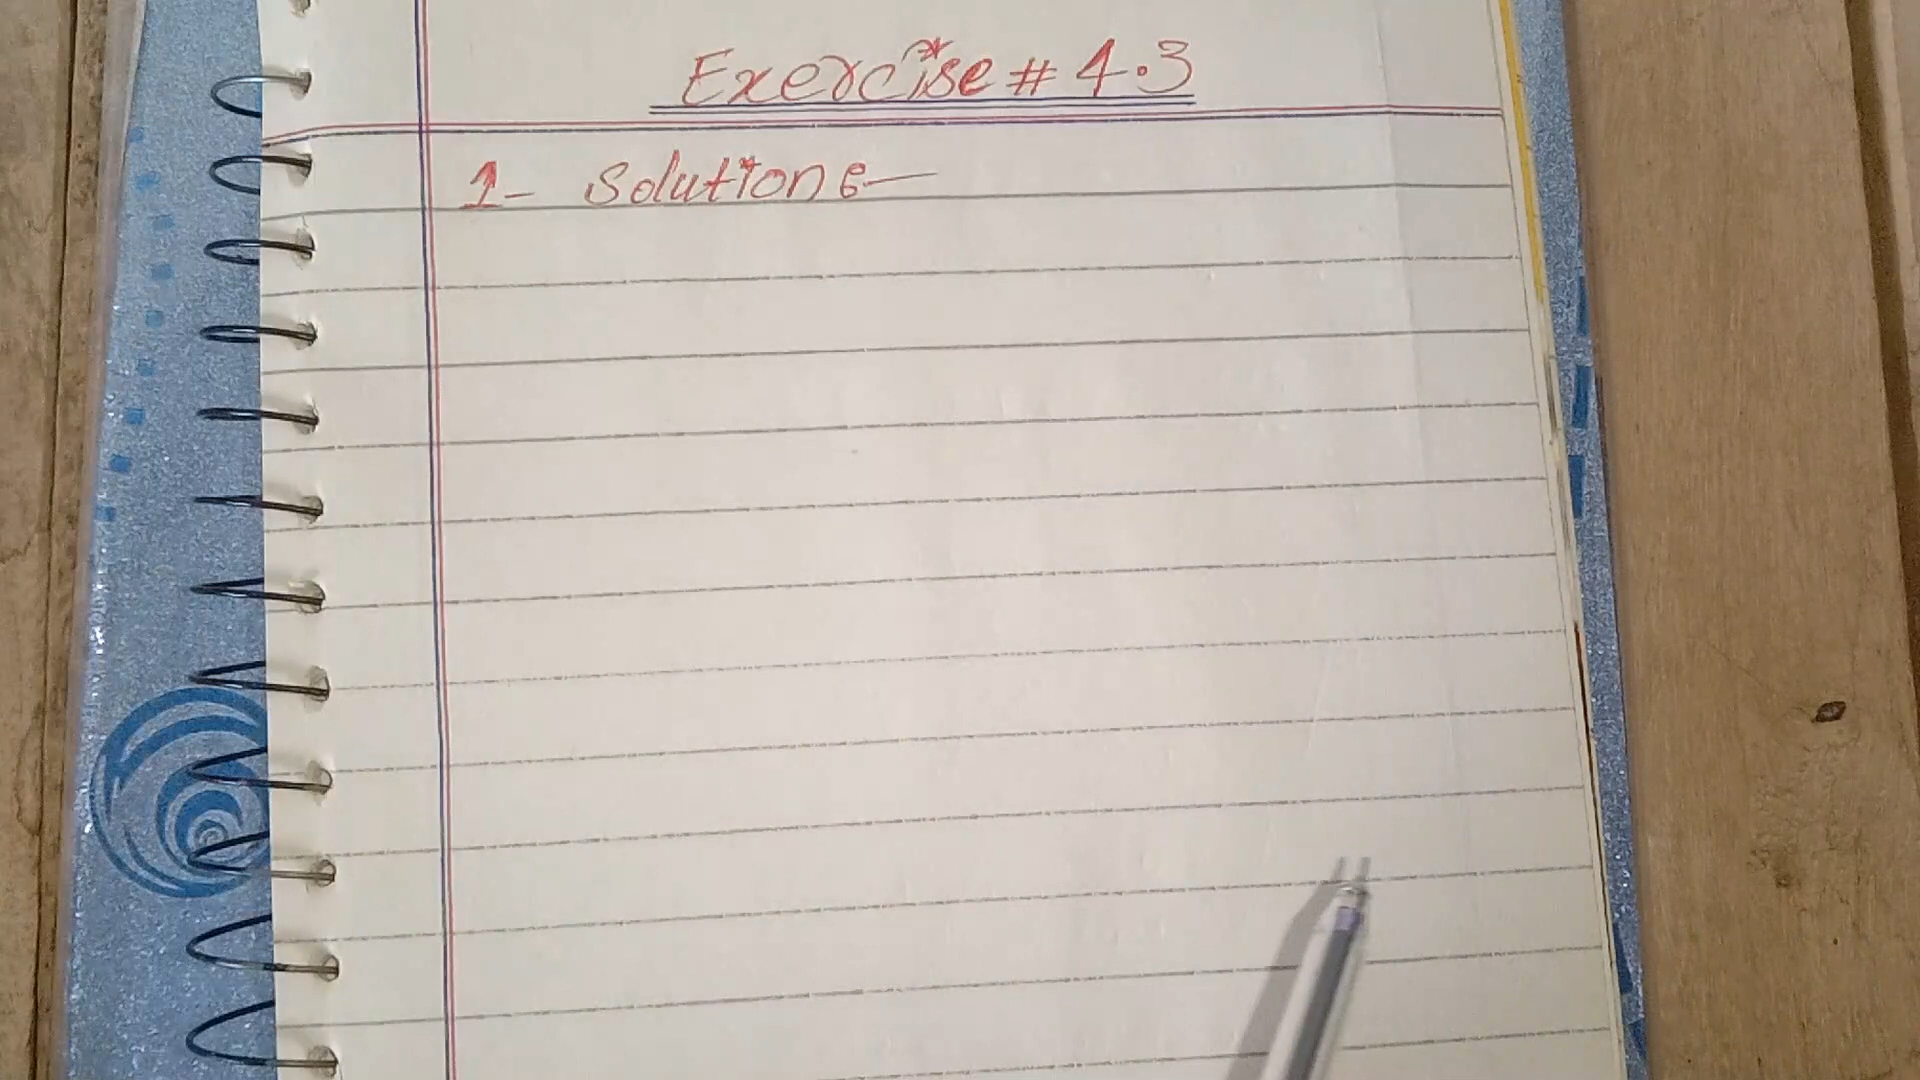 Exercise # 4.3
1- Solution :-